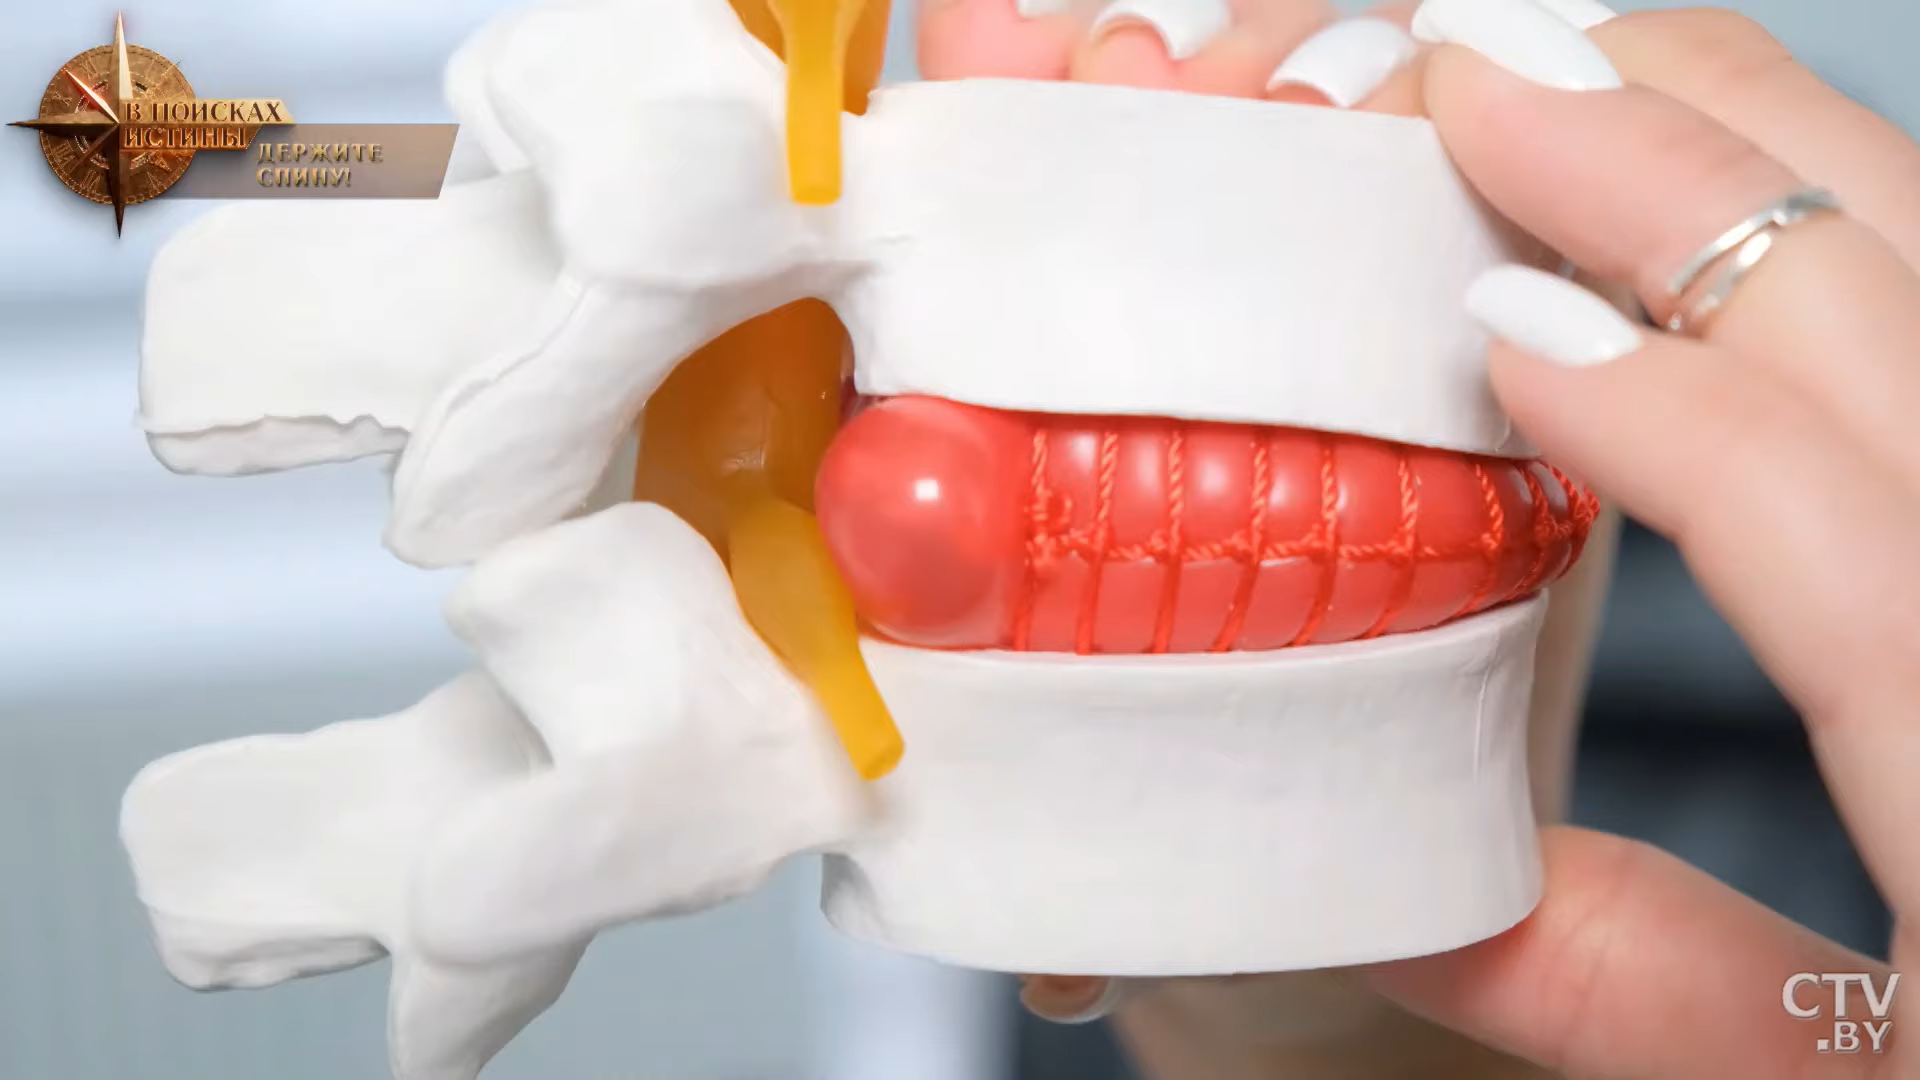 В ПОИСКАХ
ИСТИНЫ
ДЕРЖИТЕ
СПИНУ!
CTV
.BY